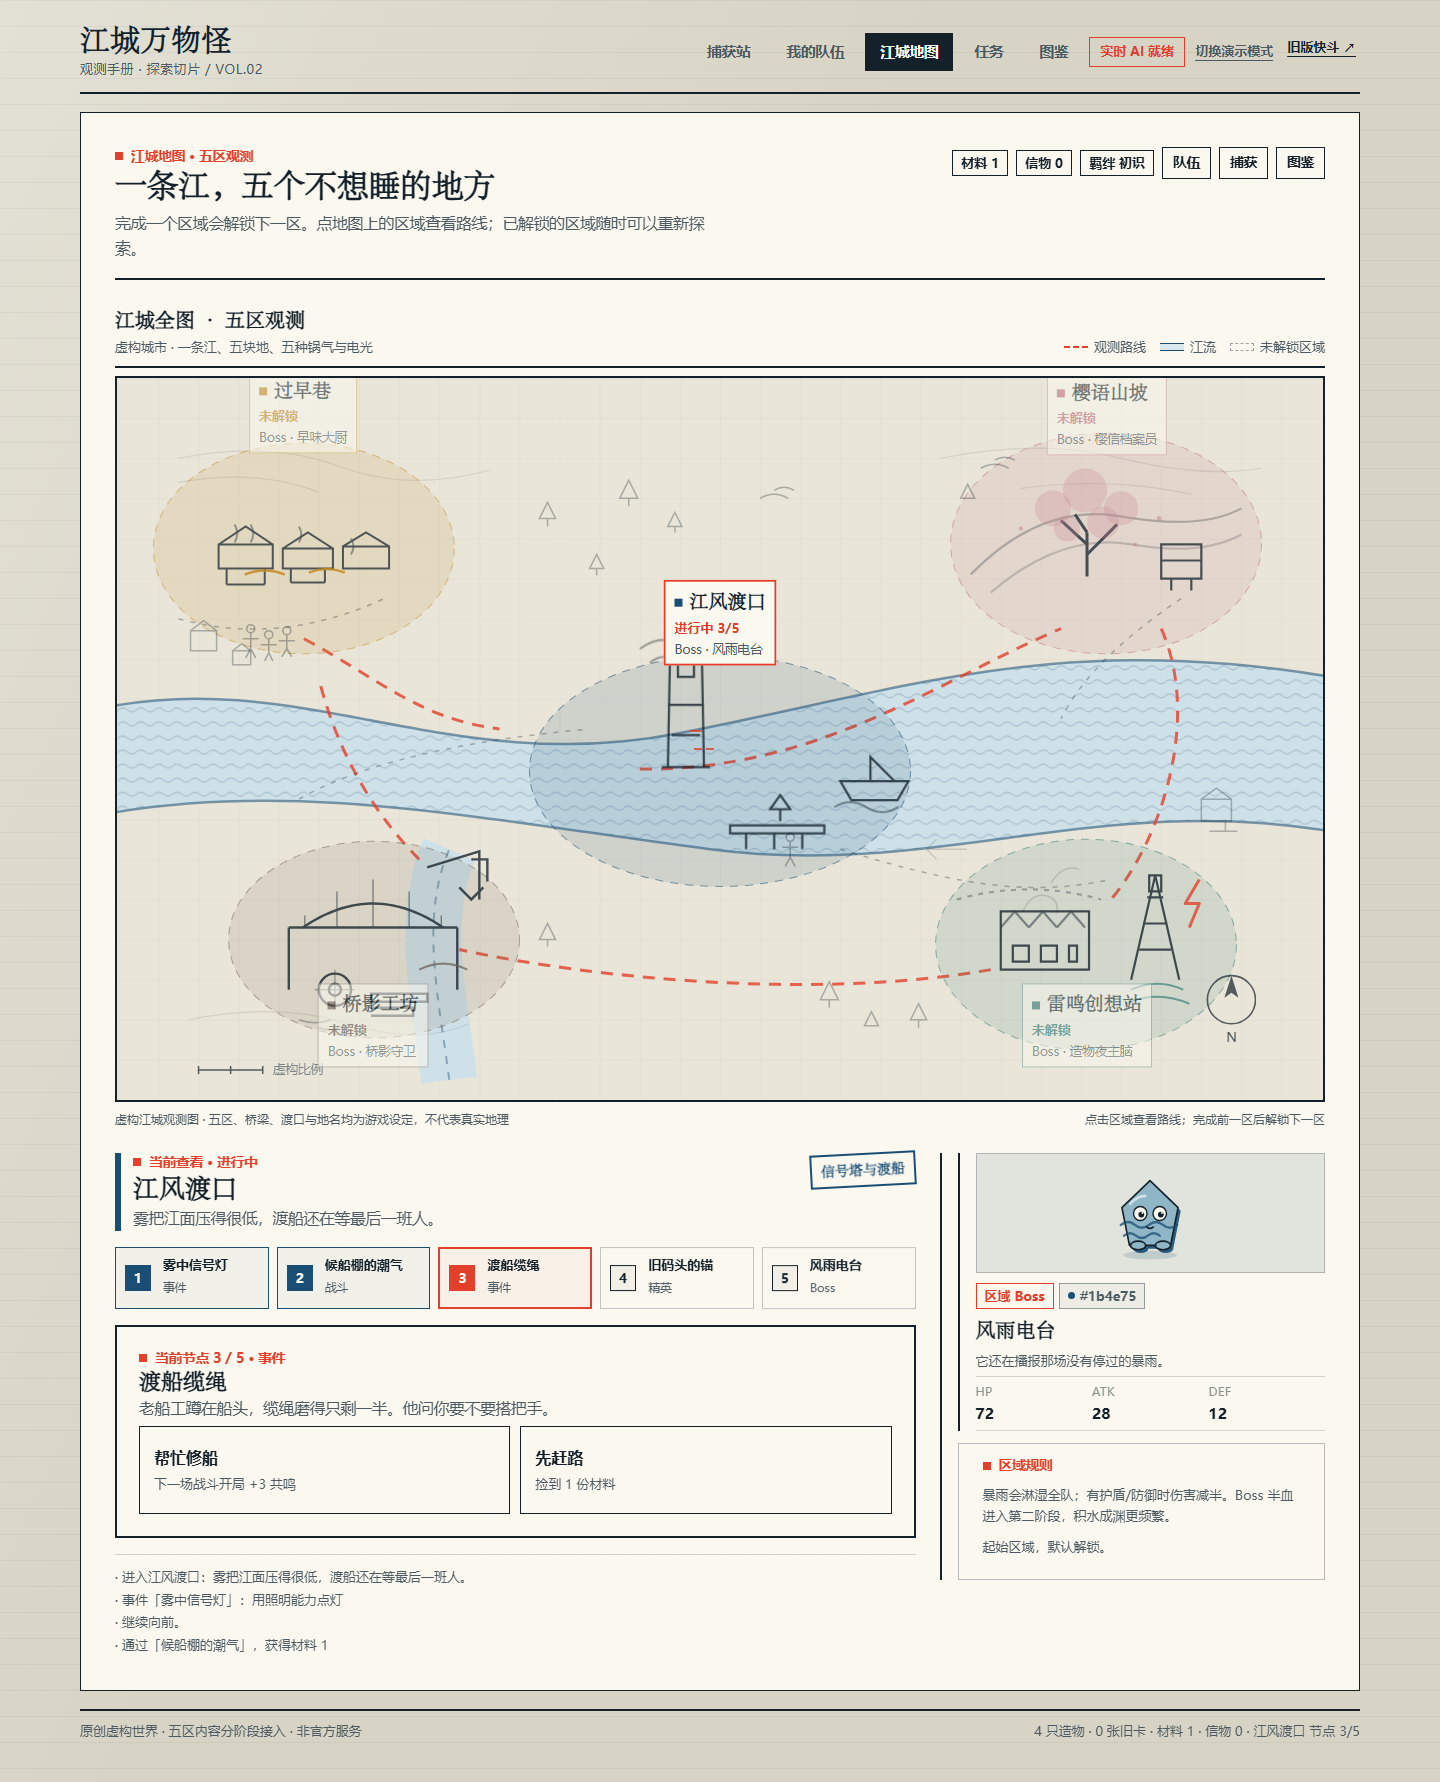 江城万物怪
观测手册 · 探索切片 / VOL.02
捕获站
我的队伍
江城地图
任务
图鉴
实时 AI 就绪
切换演示模式
旧版快斗 ↗
江城地图 • 五区观测
一条江，五个不想睡的地方
完成一个区域会解锁下一区。点地图上的区域查看路线；已解锁的区域随时可以重新探
索。
材料 1
信物 0
羁绊 初识
队伍
捕获
图鉴
江城全图 · 五区观测
虚构城市 · 一条江、五块地、五种锅气与电光
观测路线
江流
未解锁区域
过早巷
未解锁
Boss · 早味大厨
樱语山坡
未解锁
Boss · 樱信档案员
江风渡口
进行中 3/5
Boss · 风雨电台
桥影工坊
未解锁
Boss · 桥影守卫
雷鸣创想站
未解锁
Boss · 造物夜主脑
N
虚构比例
虚构江城观测图 · 五区、桥梁、渡口与地名均为游戏设定，不代表真实地理
点击区域查看路线；完成前一区后解锁下一区
当前查看 • 进行中
江风渡口
雾把江面压得很低，渡船还在等最后一班人。
信号塔与渡船
1
雾中信号灯
事件
2
候船棚的潮气
战斗
3
渡船缆绳
事件
4
旧码头的锚
精英
5
风雨电台
Boss
当前节点 3 / 5 • 事件
渡船缆绳
老船工蹲在船头，缆绳磨得只剩一半。他问你要不要搭把手。
帮忙修船
下一场战斗开局 +3 共鸣
先赶路
捡到 1 份材料
· 进入江风渡口：雾把江面压得很低，渡船还在等最后一班人。
· 事件「雾中信号灯」：用照明能力点灯
· 继续向前。
· 通过「候船棚的潮气」，获得材料 1
区域 Boss
#1b4e75
风雨电台
它还在播报那场没有停过的暴雨。
HP
ATK
DEF
72
28
12
区域规则
暴雨会淋湿全队；有护盾/防御时伤害减半。Boss 半血
进入第二阶段，积水成渊更频繁。
起始区域，默认解锁。
原创虚构世界 · 五区内容分阶段接入 · 非官方服务
4 只造物 · 0 张旧卡 · 材料 1 · 信物 0 · 江风渡口 节点 3/5